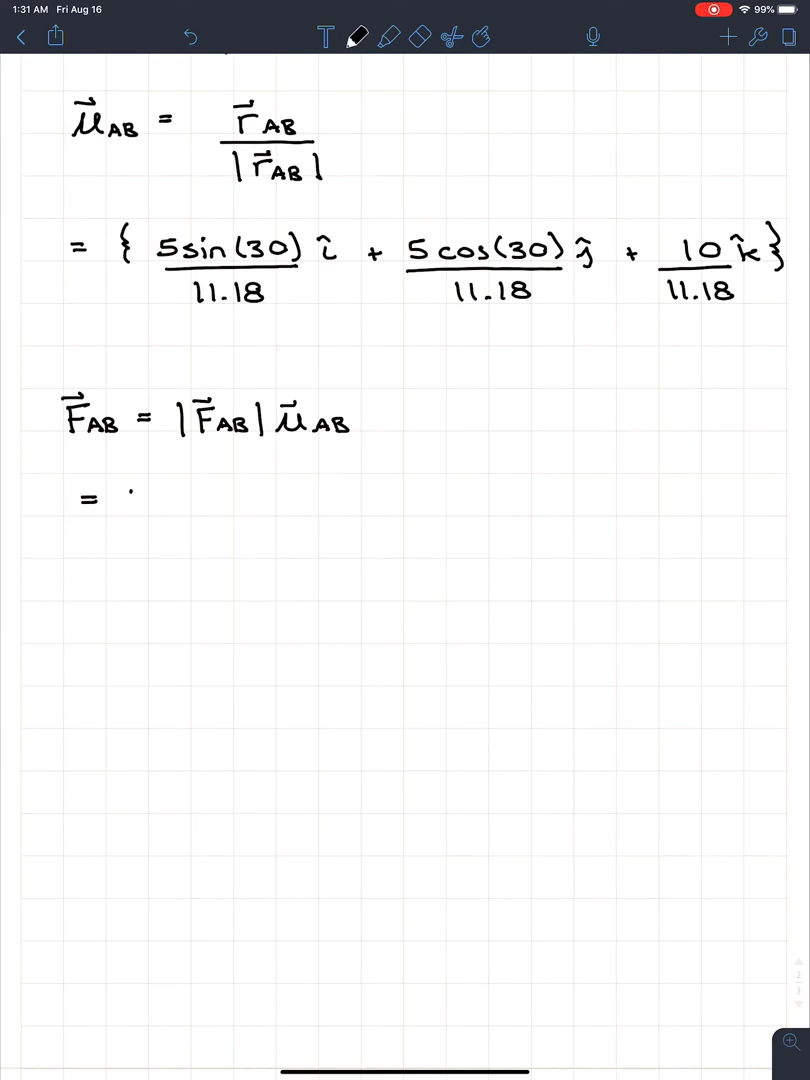 1:31 AM Fri Aug 16 99%
T
μ⃗AB = r⃗AB / |r⃗AB|
= { 5sin(30)/11.18 î + 5cos(30)/11.18 ĵ + 10/11.18 k̂ }
F⃗AB = |F⃗AB| μ⃗AB
=